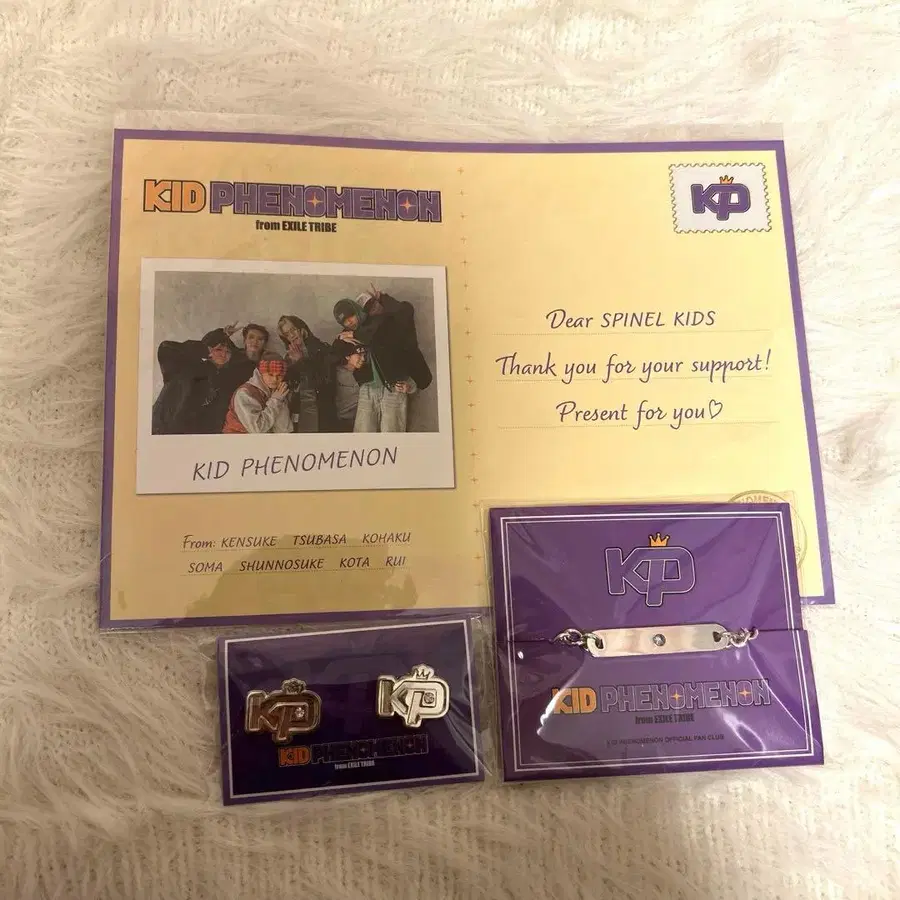 KID PHENOMENON
from EXILE TRIBE
KP
Dear SPINEL KIDS
Thank you for your support!
Present for you♡
KID PHENOMENON
From: KENSUKE TSUBASA KOHAKU
SOMA SHUNNOSUKE KOTA RUI
KP
KID PHENOMENON
from EXILE TRIBE
KID PHENOMENON OFFICIAL FAN CLUB
KP KP
KID PHENOMENON
from EXILE TRIBE